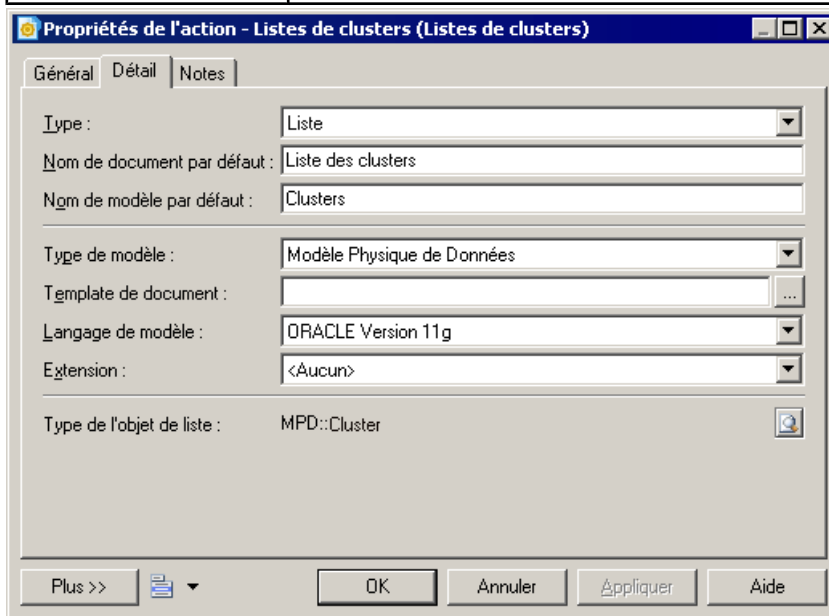 Propriétés de l'action - Listes de clusters (Listes de clusters)
Général Détail Notes
Type : Liste
Nom de document par défaut : Liste des clusters
Nom de modèle par défaut : Clusters
Type de modèle : Modèle Physique de Données
Template de document : ...
Langage de modèle : ORACLE Version 11g
Extension : <Aucun>
Type de l'objet de liste : MPD::Cluster
Plus >> OK Annuler Appliquer Aide